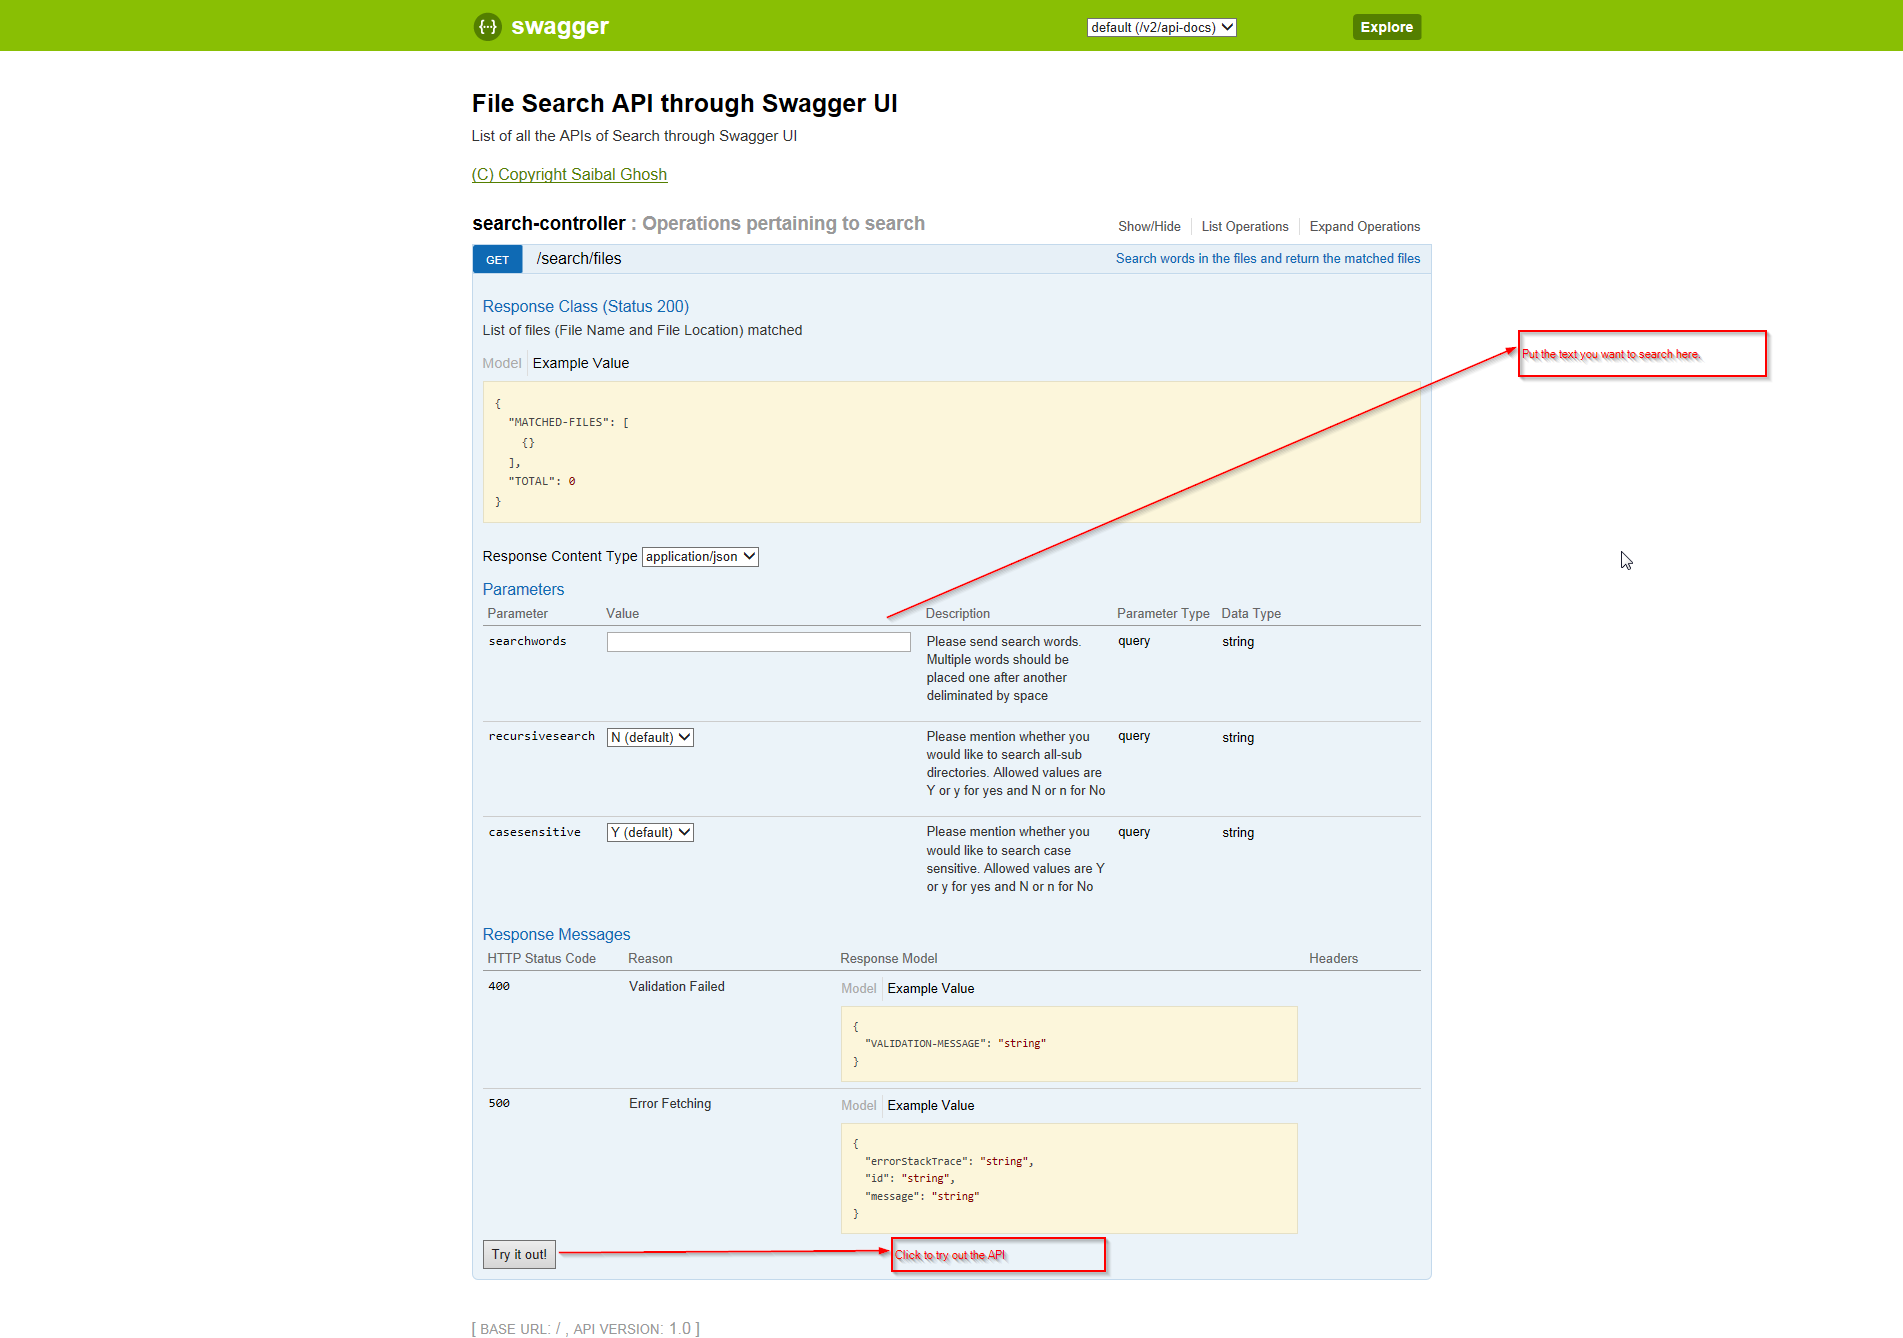 {···} swagger
default (/v2/api-docs)
Explore
File Search API through Swagger UI
List of all the APIs of Search through Swagger UI
(C) Copyright Saibal Ghosh
search-controller : Operations pertaining to search
Show/Hide
List Operations
Expand Operations
GET /search/files
Search words in the files and return the matched files
Response Class (Status 200)
List of files (File Name and File Location) matched
Put the text you want to search here.
Model Example Value
{
"MATCHED-FILES": [
{}
],
"TOTAL": 0
}
Response Content Type application/json
Parameters
Parameter Value Description Parameter Type Data Type
searchwords
Please send search words.
Multiple words should be
placed one after another
deliminated by space
query
string
recursivesearch
N (default)
Please mention whether you
would like to search all-sub
directories. Allowed values are
Y or y for yes and N or n for No
query
string
casesensitive
Y (default)
Please mention whether you
would like to search case
sensitive. Allowed values are Y
or y for yes and N or n for No
query
string
Response Messages
HTTP Status Code Reason Response Model Headers
400 Validation Failed
Model Example Value
{
"VALIDATION-MESSAGE": "string"
}
500 Error Fetching
Model Example Value
{
"errorStackTrace": "string",
"id": "string",
"message": "string"
}
Try it out!
Click to try out the API
[ BASE URL: / , API VERSION: 1.0 ]